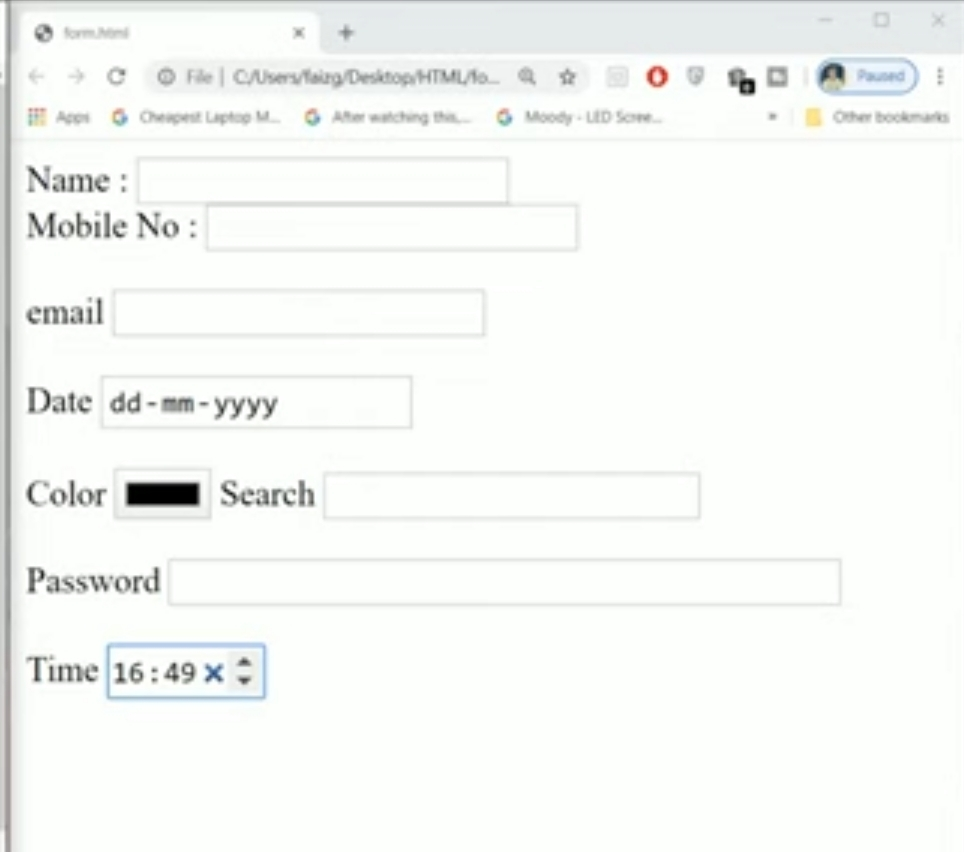 form.html
File | C:/Users/faizg/Desktop/HTML/fo... Paused
Apps Cheapest Laptop M... After watching this,... Moody - LED Scree... » Other bookmarks
Name :
Mobile No :
email
Date dd-mm-yyyy
Color Search
Password
Time 16:49